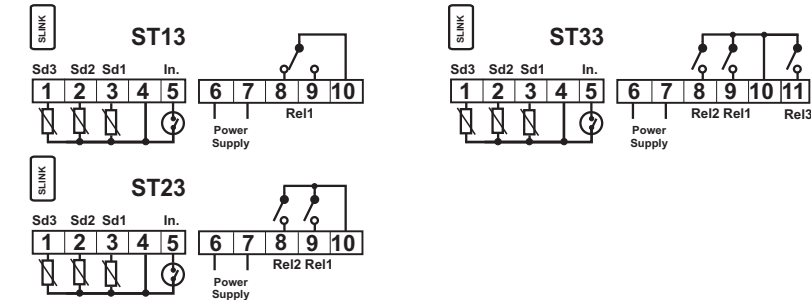 SLINK
ST13
Sd3 Sd2 Sd1 In.
1 2 3 4 5 6 7 8 9 10
Rel1
Power
Supply
SLINK
ST33
Sd3 Sd2 Sd1 In.
1 2 3 4 5 6 7 8 9 10 11
Rel2 Rel1 Rel3
Power
Supply
SLINK
ST23
Sd3 Sd2 Sd1 In.
1 2 3 4 5 6 7 8 9 10
Rel2 Rel1
Power
Supply